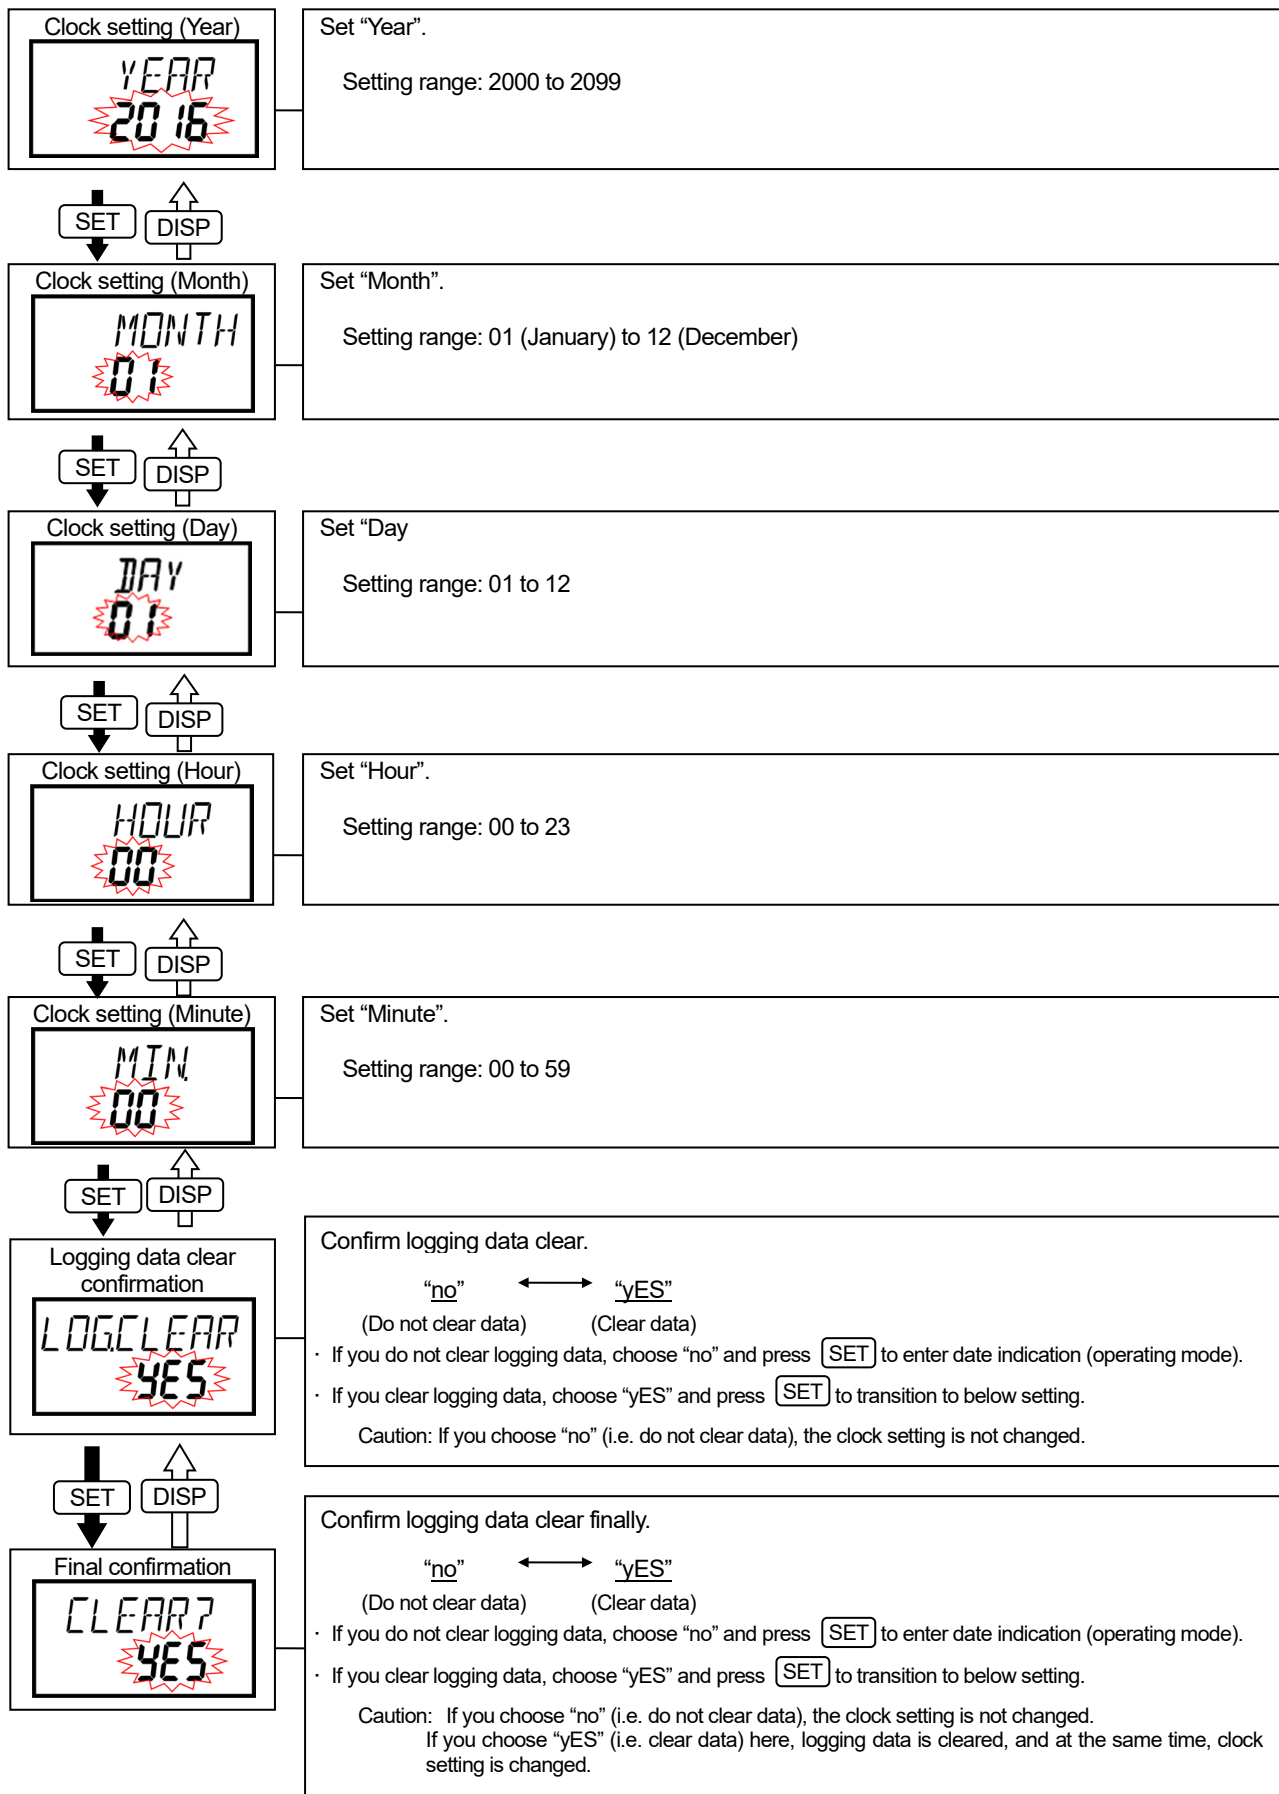 Clock setting (Year)
YEAR
2016
Set “Year”.
Setting range: 2000 to 2099
SET
DISP
Clock setting (Month)
MONTH
01
Set “Month”.
Setting range: 01 (January) to 12 (December)
SET
DISP
Clock setting (Day)
DAY
01
Set “Day
Setting range: 01 to 12
SET
DISP
Clock setting (Hour)
HOUR
00
Set “Hour”.
Setting range: 00 to 23
SET
DISP
Clock setting (Minute)
MIN.
00
Set “Minute”.
Setting range: 00 to 59
SET
DISP
Logging data clear
confirmation
LOG.CLEAR
yES
Confirm logging data clear.
“no” “yES”
(Do not clear data) (Clear data)
· If you do not clear logging data, choose “no” and press SET to enter date indication (operating mode).
· If you clear logging data, choose “yES” and press SET to transition to below setting.
Caution: If you choose “no” (i.e. do not clear data), the clock setting is not changed.
SET
DISP
Final confirmation
CLEAR?
yES
Confirm logging data clear finally.
“no” “yES”
(Do not clear data) (Clear data)
· If you do not clear logging data, choose “no” and press SET to enter date indication (operating mode).
· If you clear logging data, choose “yES” and press SET to transition to below setting.
Caution: If you choose “no” (i.e. do not clear data), the clock setting is not changed.
If you choose “yES” (i.e. clear data) here, logging data is cleared, and at the same time, clock
setting is changed.